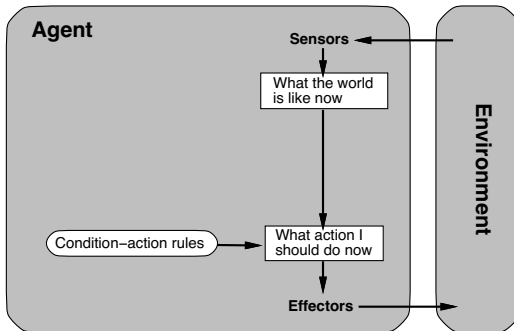 Agent
Sensors
What the world
is like now
Condition−action rules
What action I
should do now
Effectors
Environment